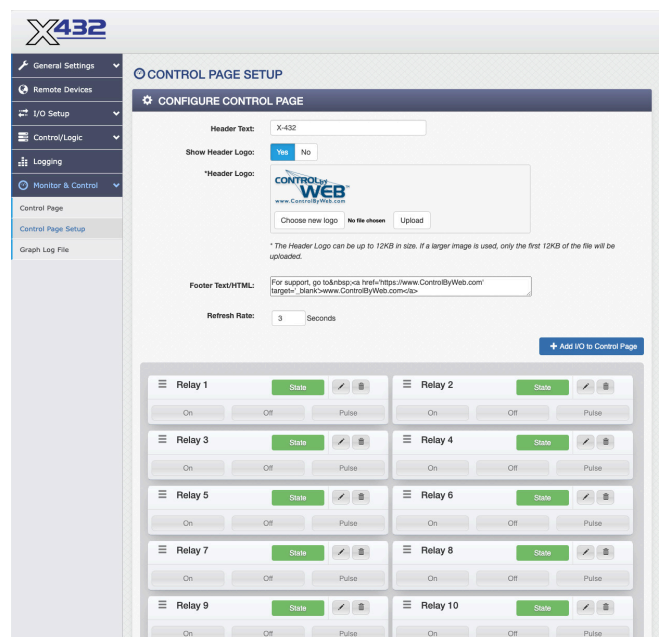 X432
General Settings
Remote Devices
I/O Setup
Control/Logic
Logging
Monitor & Control
Control Page
Control Page Setup
Graph Log File
CONTROL PAGE SETUP
CONFIGURE CONTROL PAGE
Header Text: X-432
Show Header Logo: Yes No
*Header Logo:
CONTROL by
WEB
www.ControlByWeb.com
Choose new logo No file chosen Upload
* The Header Logo can be up to 12KB in size. If a larger image is used, only the first 12KB of the file will be
uploaded.
Footer Text/HTML: For support, go to&nbsp;<a href='https://www.ControlByWeb.com'
target='_blank'>www.ControlByWeb.com</a>
Refresh Rate: 3 Seconds
+ Add I/O to Control Page
Relay 1 State
On Off Pulse
Relay 2 State
On Off Pulse
Relay 3 State
On Off Pulse
Relay 4 State
On Off Pulse
Relay 5 State
On Off Pulse
Relay 6 State
On Off Pulse
Relay 7 State
On Off Pulse
Relay 8 State
On Off Pulse
Relay 9 State
On Off Pulse
Relay 10 State
On Off Pulse